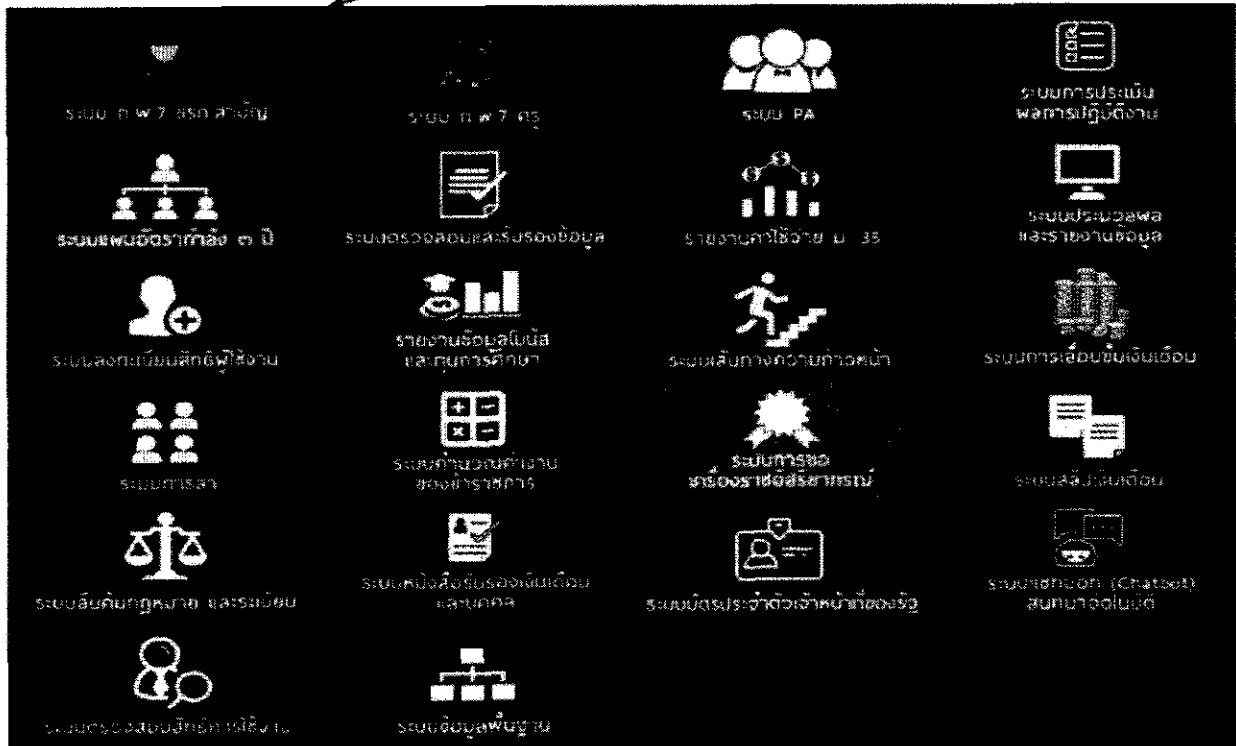 ระบบ ก พ 7 อิเล็ก สามัญ
ระบบ ก พ 7 ครู
ระบบ PA
ระบบการประเมิน
ผลการปฏิบัติงาน
ระบบแผนอัตรากำลัง ๓ ปี
ระบบตรวจสอบและรับรองข้อมูล
รายงานค่าใช้จ่าย ม 35
ระบบประมวลผล
และรายงานข้อมูล
ระบบลงทะเบียนสิทธิผู้ใช้งาน
รายงานข้อมูลโบนัส
และทุนการศึกษา
ระบบเส้นทางความก้าวหน้า
ระบบการเลื่อนขั้นเงินเดือน
ระบบการลา
ระบบคำนวณค่างาน
ของข้าราชการ
ระบบการขอ
เครื่องราชอิสริยาภรณ์
ระบบสลิปเงินเดือน
ระบบสืบค้นกฎหมาย และระเบียบ
ระบบหนังสือรับรองเงินเดือน
และบุคคล
ระบบบัตรประจำตัวเจ้าหน้าที่ของรัฐ
ระบบแชทบอท (Chatbot)
สนทนาอัตโนมัติ
ระบบตรวจสอบสิทธิ์การใช้งาน
ระบบข้อมูลพื้นฐาน